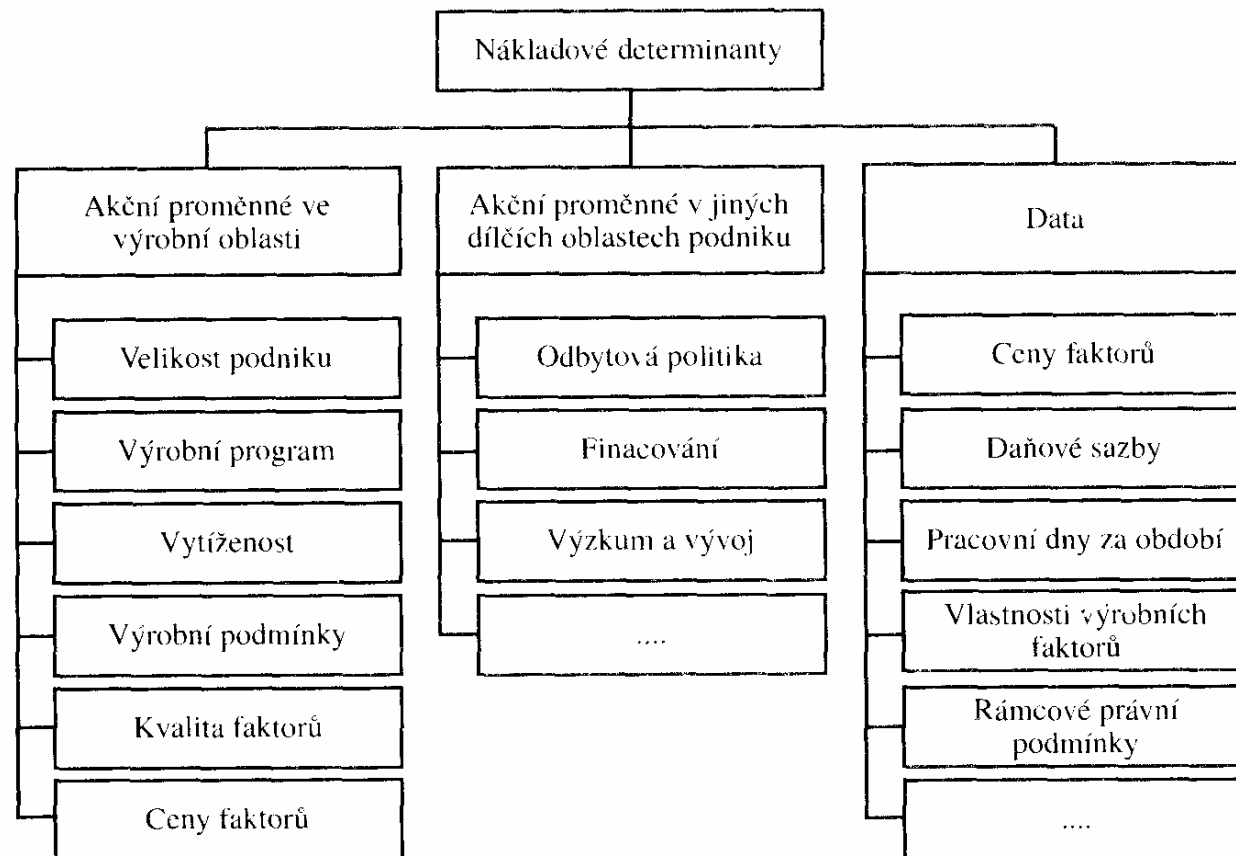 Nákladové determinanty
Akční proměnné ve
výrobní oblasti
Velikost podniku
Výrobní program
Vytíženost
Výrobní podmínky
Kvalita faktorů
Ceny faktorů
Akční proměnné v jiných
dílčích oblastech podniku
Odbytová politika
Finacování
Výzkum a vývoj
....
Data
Ceny faktorů
Daňové sazby
Pracovní dny za období
Vlastnosti výrobních
faktorů
Rámcové právní
podmínky
....